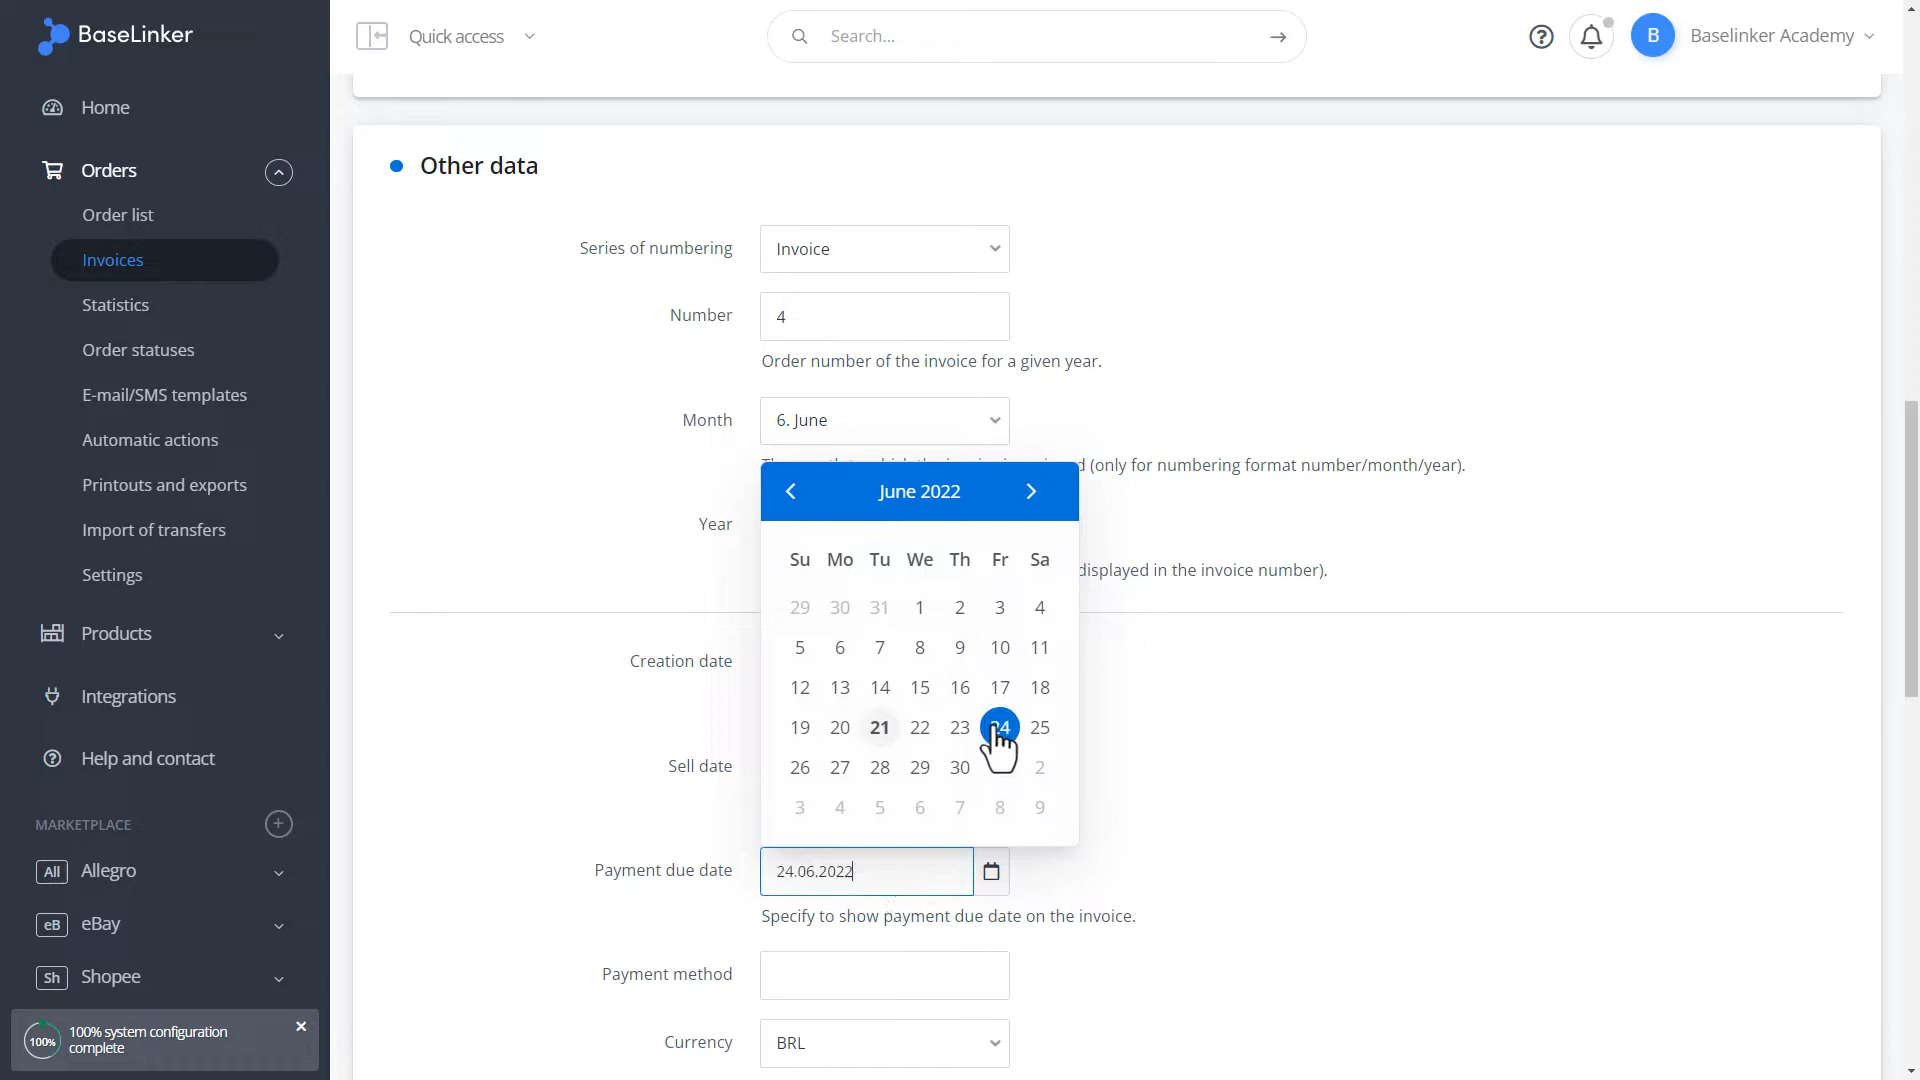 BaseLinker
Quick access
Search...
B
Baselinker Academy
Home
Orders
Order list
Invoices
Statistics
Order statuses
E-mail/SMS templates
Automatic actions
Printouts and exports
Import of transfers
Settings
Products
Integrations
Help and contact
MARKETPLACE
All Allegro
eB eBay
Sh Shopee
100% 100% system configuration
complete
Other data
Series of numbering Invoice
Number 4
Order number of the invoice for a given year.
Month 6. June
(only for numbering format number/month/year).
Year
displayed in the invoice number).
June 2022
Su Mo Tu We Th Fr Sa
29 30 31 1 2 3 4
5 6 7 8 9 10 11
12 13 14 15 16 17 18
19 20 21 22 23 24 25
26 27 28 29 30 2
3 4 5 6 7 8 9
Creation date
Sell date
Payment due date 24.06.2022
Specify to show payment due date on the invoice.
Payment method
Currency BRL